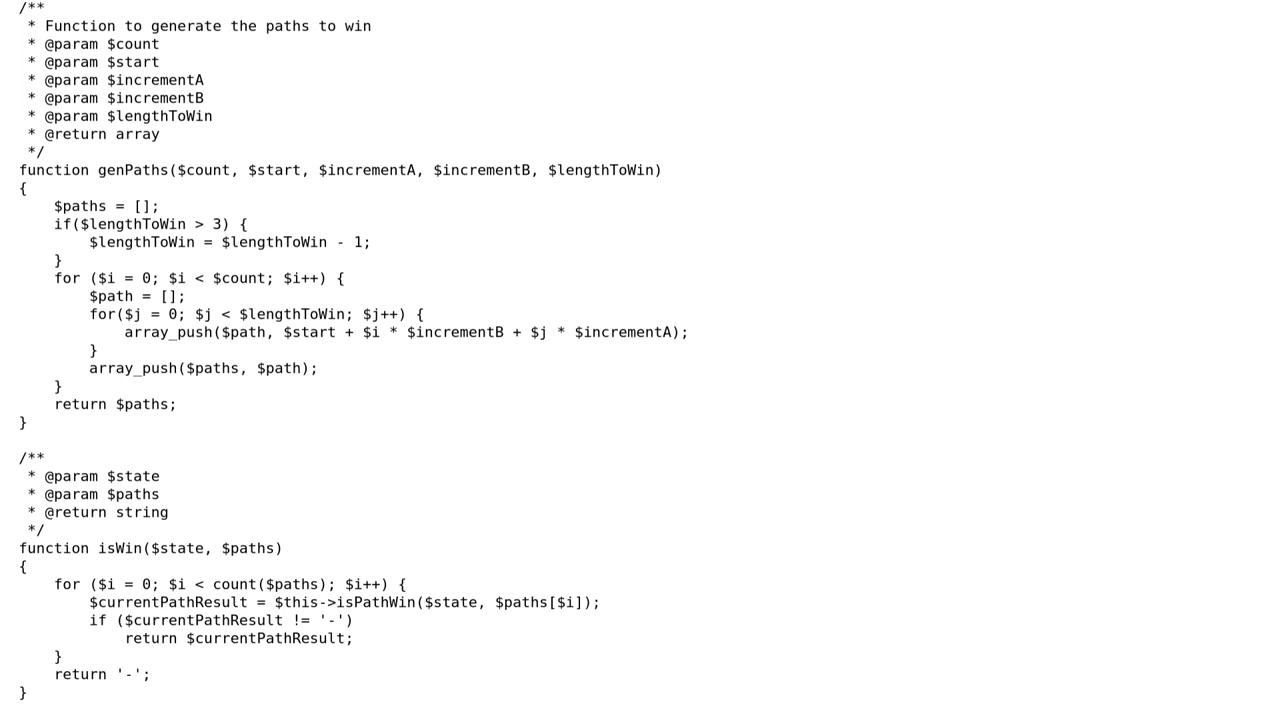 /**
 * Function to generate the paths to win
 * @param $count
 * @param $start
 * @param $incrementA
 * @param $incrementB
 * @param $lengthToWin
 * @return array
 */
function genPaths($count, $start, $incrementA, $incrementB, $lengthToWin)
{
    $paths = [];
    if($lengthToWin > 3) {
        $lengthToWin = $lengthToWin - 1;
    }
    for ($i = 0; $i < $count; $i++) {
        $path = [];
        for($j = 0; $j < $lengthToWin; $j++) {
            array_push($path, $start + $i * $incrementB + $j * $incrementA);
        }
        array_push($paths, $path);
    }
    return $paths;
}

/**
 * @param $state
 * @param $paths
 * @return string
 */
function isWin($state, $paths)
{
    for ($i = 0; $i < count($paths); $i++) {
        $currentPathResult = $this->isPathWin($state, $paths[$i]);
        if ($currentPathResult != '-')
            return $currentPathResult;
    }
    return '-';
}